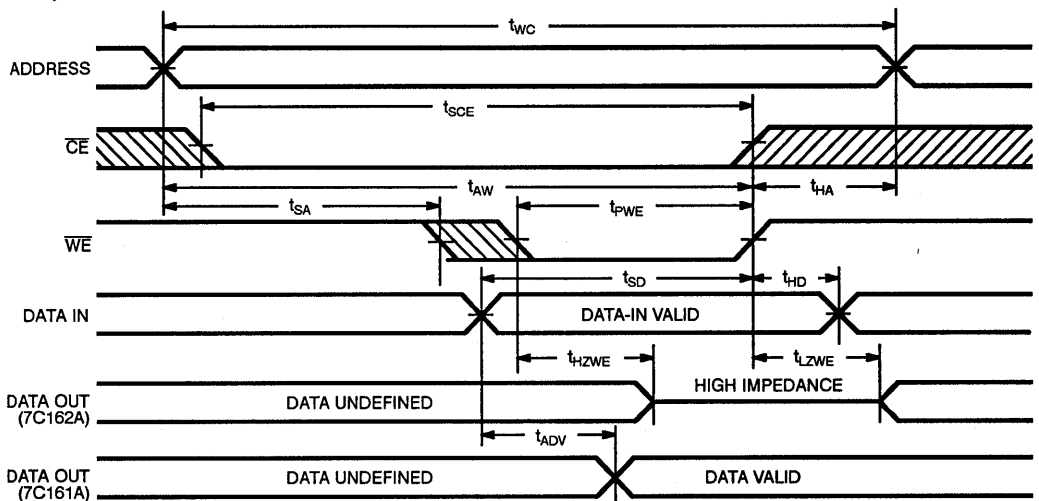 tWC
ADDRESS
tSCE
CE
tAW
tHA
tSA
tPWE
WE
tSD
tHD
DATA IN
DATA-IN VALID
tHZWE
tLZWE
HIGH IMPEDANCE
DATA OUT
(7C162A)
DATA UNDEFINED
tADV
DATA OUT
(7C161A)
DATA UNDEFINED
DATA VALID